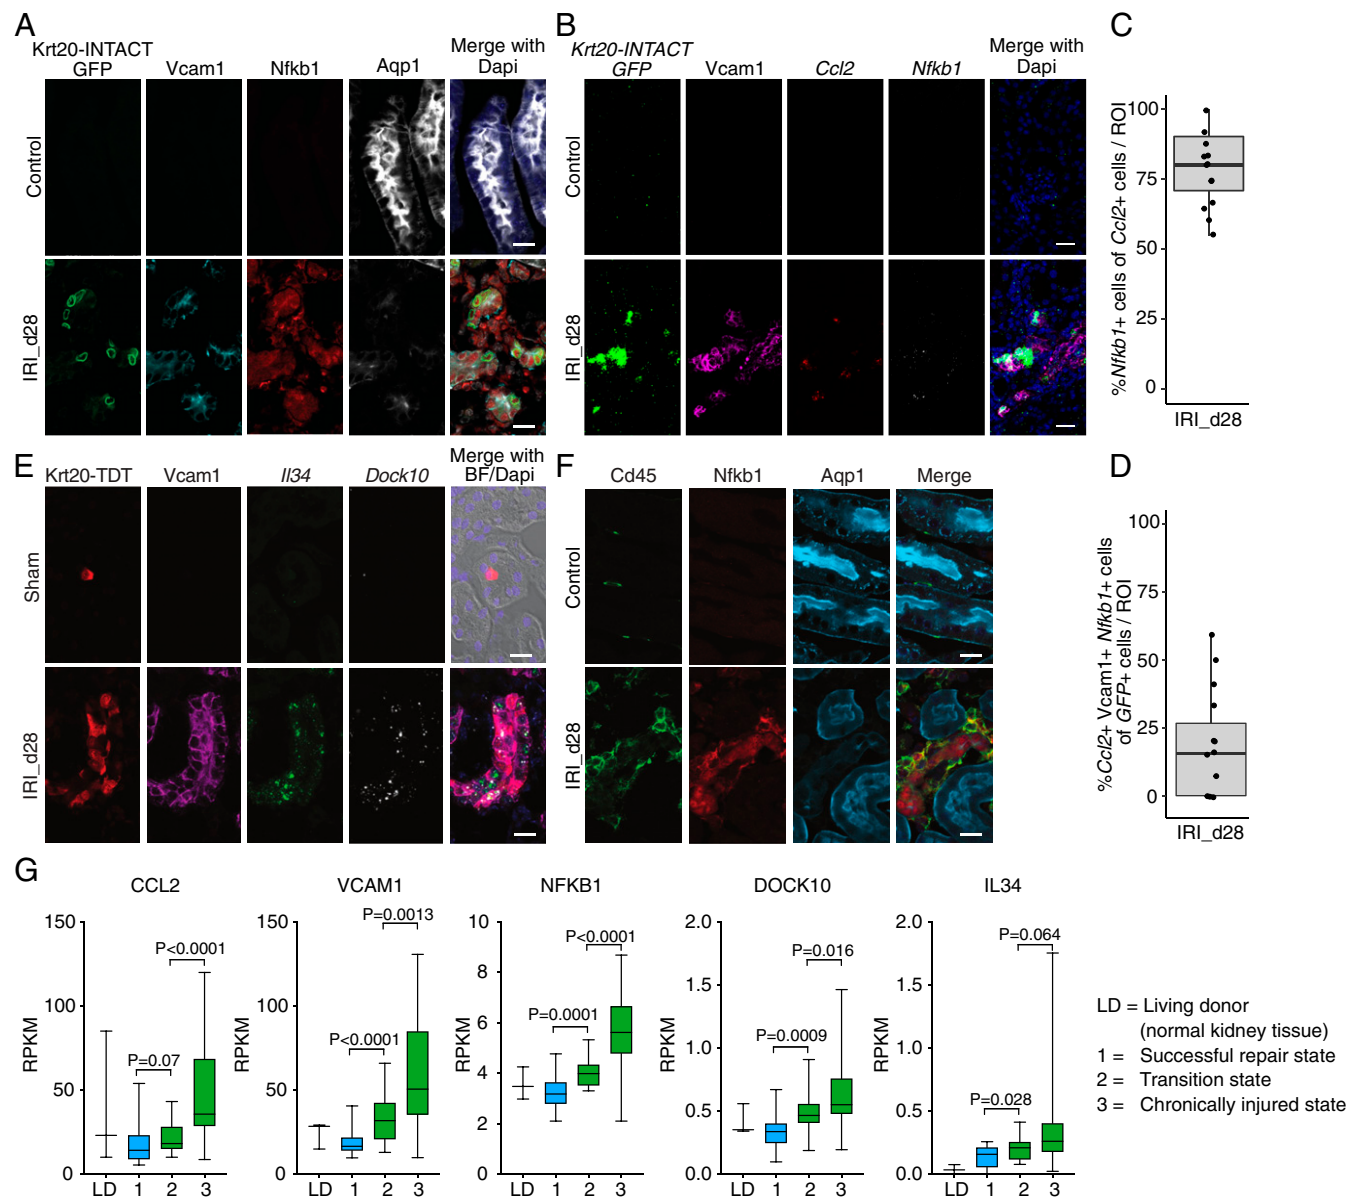 A
Krt20-INTACT
GFP
Vcam1
Nfkb1
Aqp1
Merge with
Dapi
Control
IRI_d28
B
Krt20-INTACT
GFP
Vcam1
Ccl2
Nfkb1
Merge with
Dapi
Control
IRI_d28
C
%Nfkb1+ cells of Ccl2+ cells / ROI
100
75
50
25
0
IRI_d28
E
Krt20-TDT
Vcam1
Il34
Dock10
Merge with
BF/Dapi
Sham
IRI_d28
F
Cd45
Nfkb1
Aqp1
Merge
Control
IRI_d28
D
%Ccl2+ Vcam1+ Nfkb1+ cells
of GFP+ cells / ROI
100
75
50
25
0
IRI_d28
G
CCL2
RPKM
150
100
50
0
P=0.07
P<0.0001
LD 1 2 3
VCAM1
RPKM
150
100
50
0
P<0.0001
P=0.0013
LD 1 2 3
NFKB1
RPKM
10
8
6
4
2
0
P=0.0001
P<0.0001
LD 1 2 3
DOCK10
RPKM
2.0
1.5
1.0
0.5
0.0
P=0.0009
P=0.016
LD 1 2 3
IL34
RPKM
2.0
1.5
1.0
0.5
0.0
P=0.028
P=0.064
LD 1 2 3
LD = Living donor
(normal kidney tissue)
1 = Successful repair state
2 = Transition state
3 = Chronically injured state